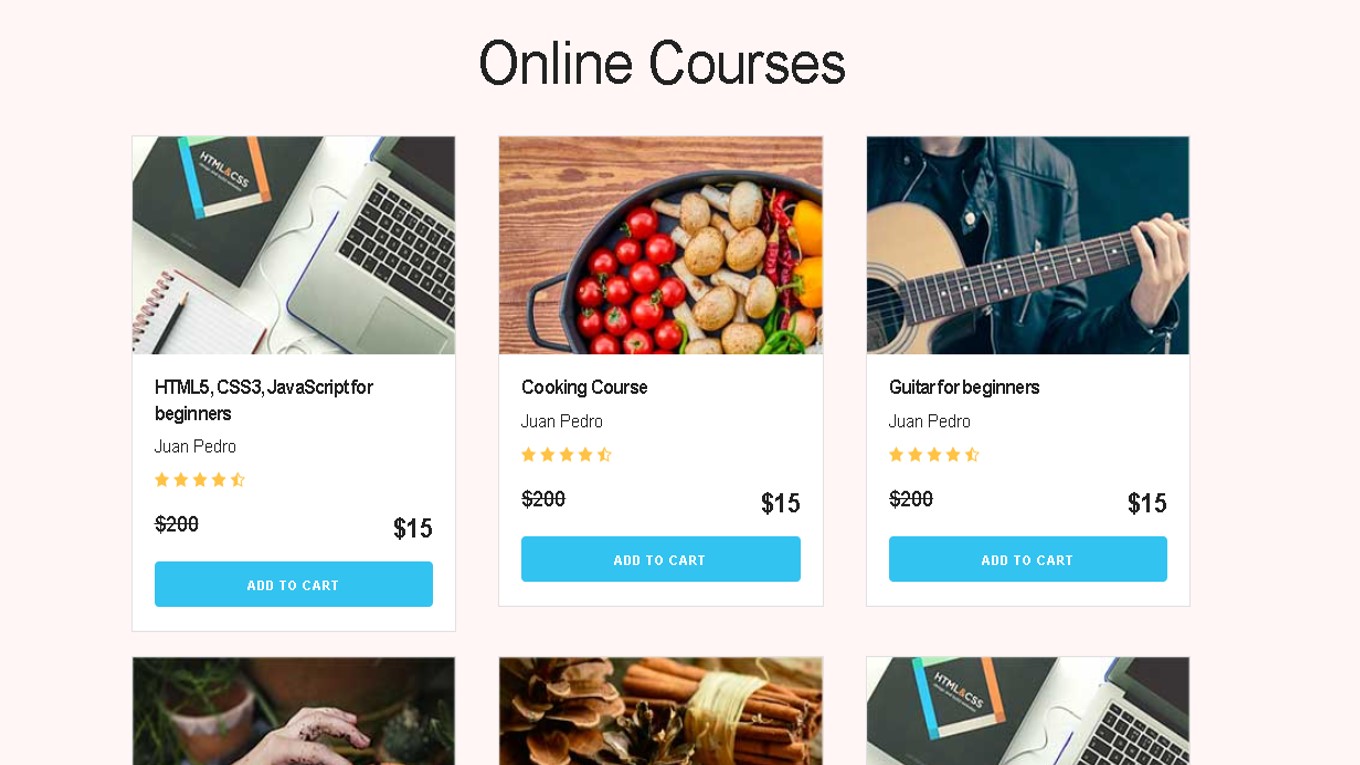 Online Courses
HTML&CSS
HTML5, CSS3, JavaScript for
beginners
Juan Pedro
$200
$15
ADD TO CART
Cooking Course
Juan Pedro
$200
$15
ADD TO CART
Guitar for beginners
Juan Pedro
$200
$15
ADD TO CART
HTML&CSS